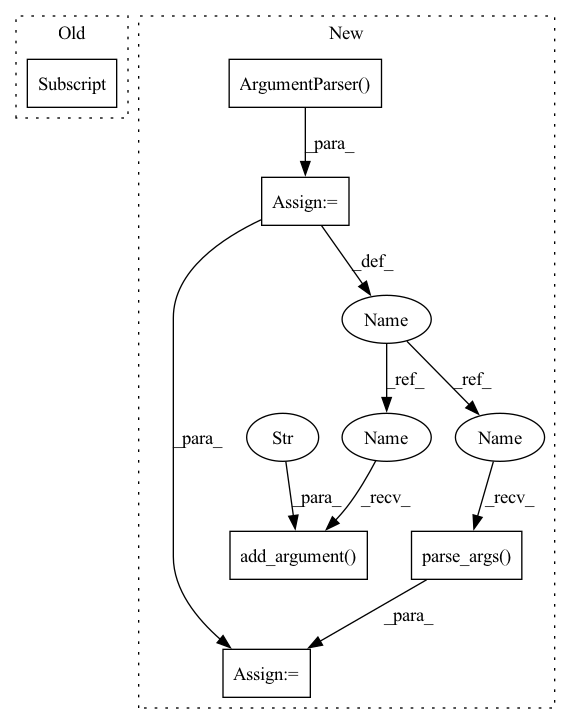 Old
New
Subscript
ArgumentParser()
_para_
Assign:=
_def_
Name
_ref_
_ref_
_para_
Str
Name
Name
_para_
_recv_
_recv_
add_argument()
parse_args()
_para_
Assign:=